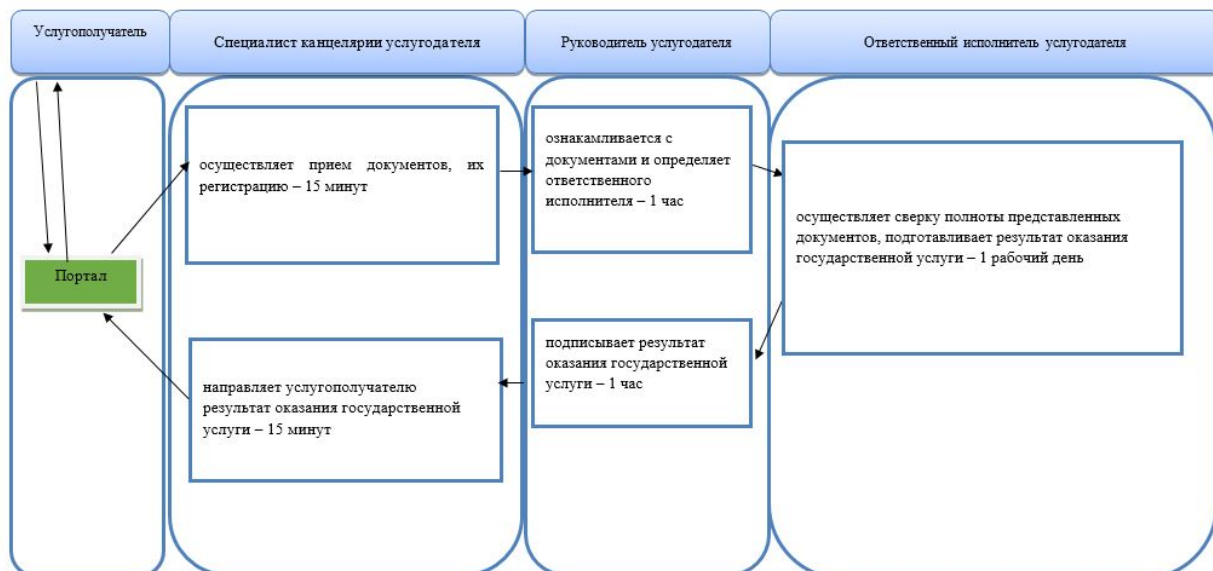 Услугополучатель
Специалист канцелярии услугодателя
Руководитель услугодателя
Ответственный исполнитель услугодателя
Портал
осуществляет прием документов, их
регистрацию – 15 минут
ознакамливается с
документами и определяет
ответственного
исполнителя – 1 час
осуществляет сверку полноты представленных
документов, подготавливает результат оказания
государственной услуги – 1 рабочий день
подписывает результат
оказания государственной
услуги – 1 час
направляет услугополучателю
результат оказания государственной
услуги – 15 минут